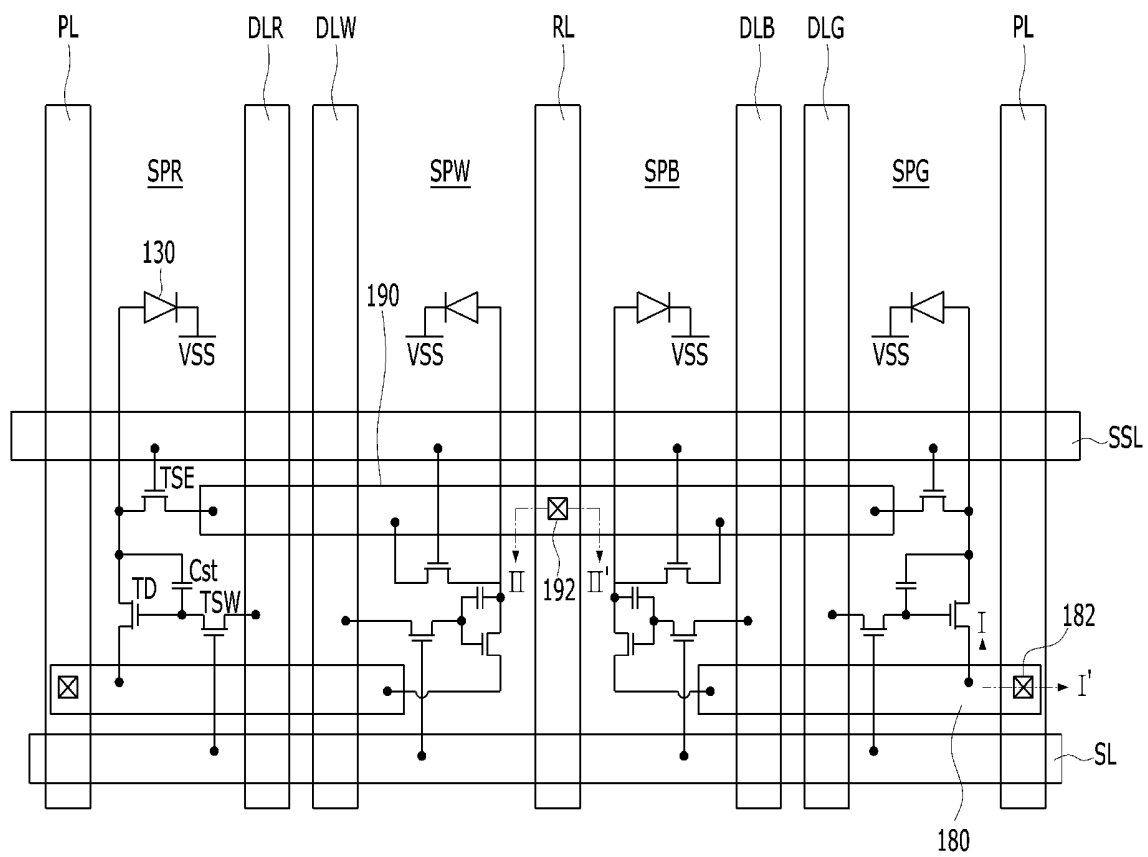 PL DLR DLW RL DLB DLG PL
SPR SPW SPB SPG
130
190
VSS VSS VSS VSS
SSL
TSE
Cst
TD
TSW
II II'
192
I
182
I'
SL
180